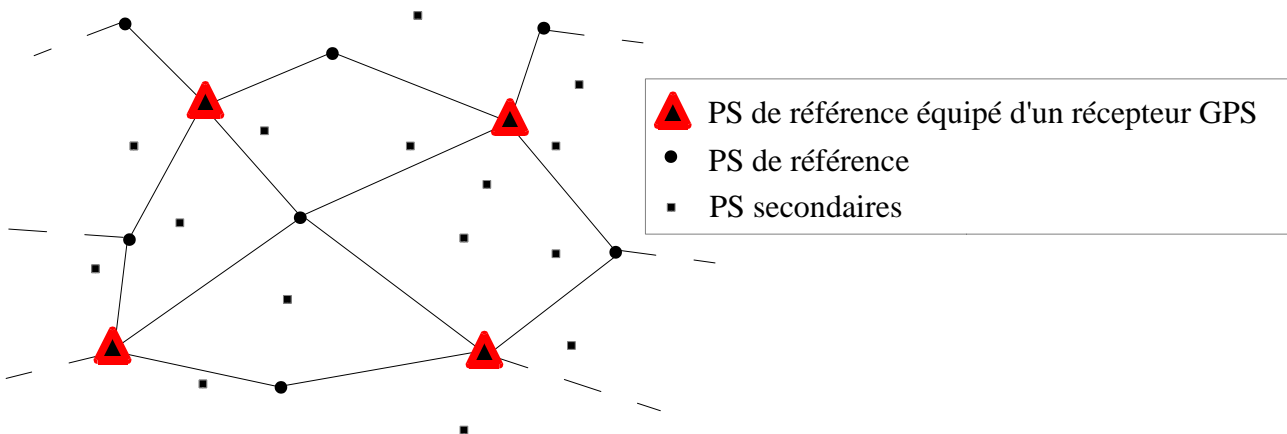 PS de référence équipé d'un récepteur GPS
PS de référence
PS secondaires